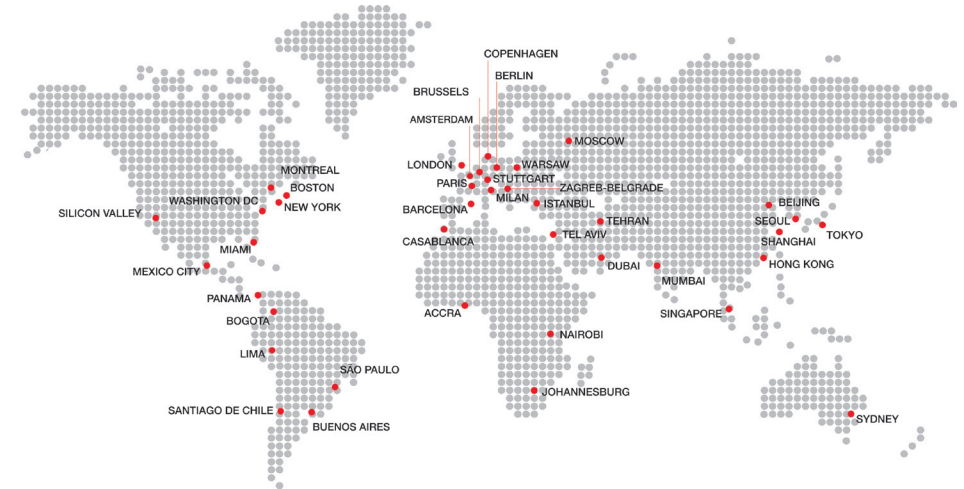 COPENHAGEN
BERLIN
BRUSSELS
AMSTERDAM
MOSCOW
LONDON
WARSAW
MONTREAL
PARIS
STUTTGART
BOSTON
ZAGREB-BELGRADE
WASHINGTON DC
MILAN
NEW YORK
BARCELONA
ISTANBUL
BEIJING
SILICON VALLEY
TEHRAN
SEOUL
TEL AVIV
TOKYO
CASABLANCA
SHANGHAI
MIAMI
DUBAI
HONG KONG
MEXICO CITY
MUMBAI
PANAMA
ACCRA
SINGAPORE
BOGOTA
NAIROBI
LIMA
SÃO PAULO
JOHANNESBURG
SANTIAGO DE CHILE
SYDNEY
BUENOS AIRES